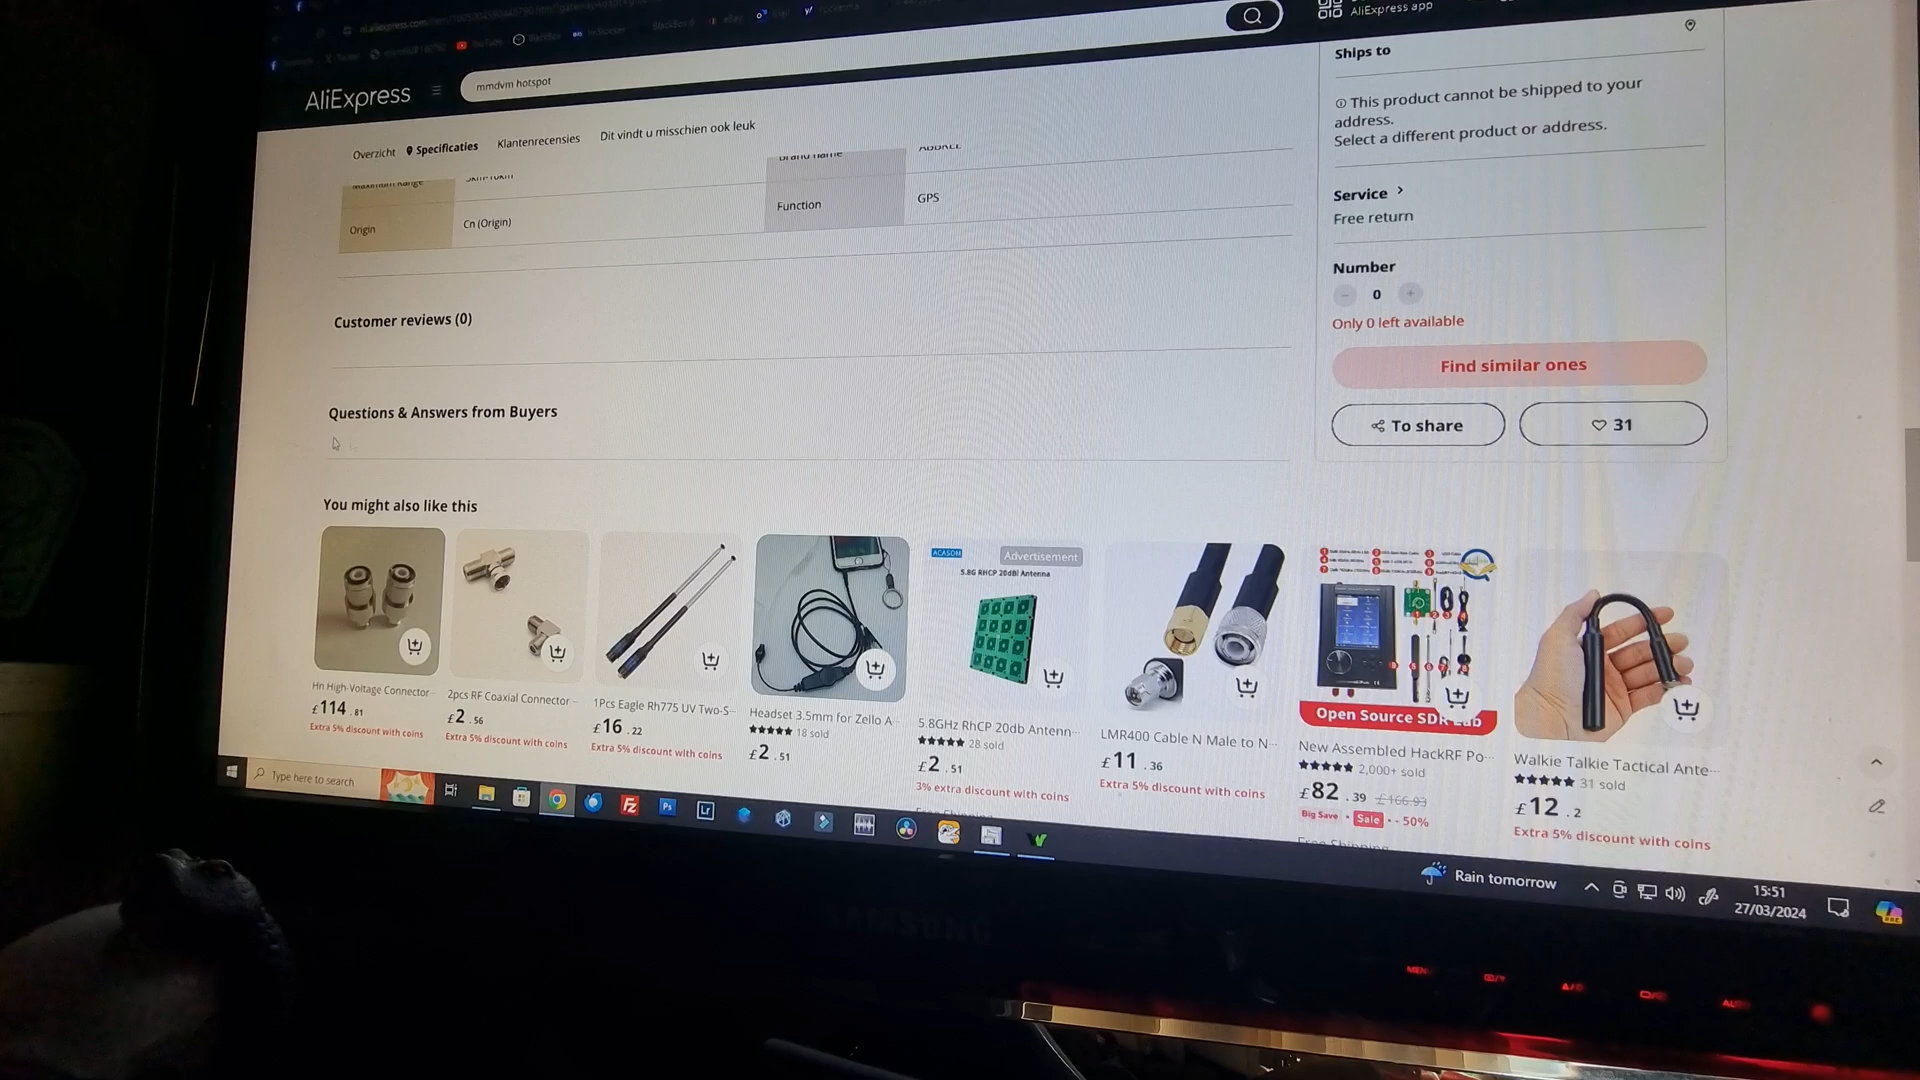 AliExpress app
AliExpress
mmdvm hotspot
Overzicht
Specificaties
Klantenrecensies
Dit vindt u misschien ook leuk
Origin
Cn (Origin)
Function
GPS
Customer reviews (0)
Questions & Answers from Buyers
Ships to
This product cannot be shipped to your
address.
Select a different product or address.
Service
Free return
Number
0
Only 0 left available
Find similar ones
To share
31
You might also like this
Hn High-Voltage Connector
£114.81
Extra 5% discount with coins
2pcs RF Coaxial Connector
£2.56
Extra 5% discount with coins
1Pcs Eagle Rh775 UV Two-S...
£16.22
Extra 5% discount with coins
Headset 3.5mm for Zello A...
18 sold
£2.51
ACASOM
Advertisement
5.8G RHCP 20dBi Antenna
5.8GHz RhCP 20db Antenn...
28 sold
£2.51
3% extra discount with coins
LMR400 Cable N Male to N...
£11.36
Extra 5% discount with coins
Open Source SDR Lab
New Assembled HackRF Po...
2,000+ sold
£82.39 £166.93
Big Save
Sale
-50%
Free Shipping
Walkie Talkie Tactical Ante...
31 sold
£12.2
Extra 5% discount with coins
Type here to search
Fz
Ps
Lr
Rain tomorrow
15:51
27/03/2024
SAMSUNG
MENU